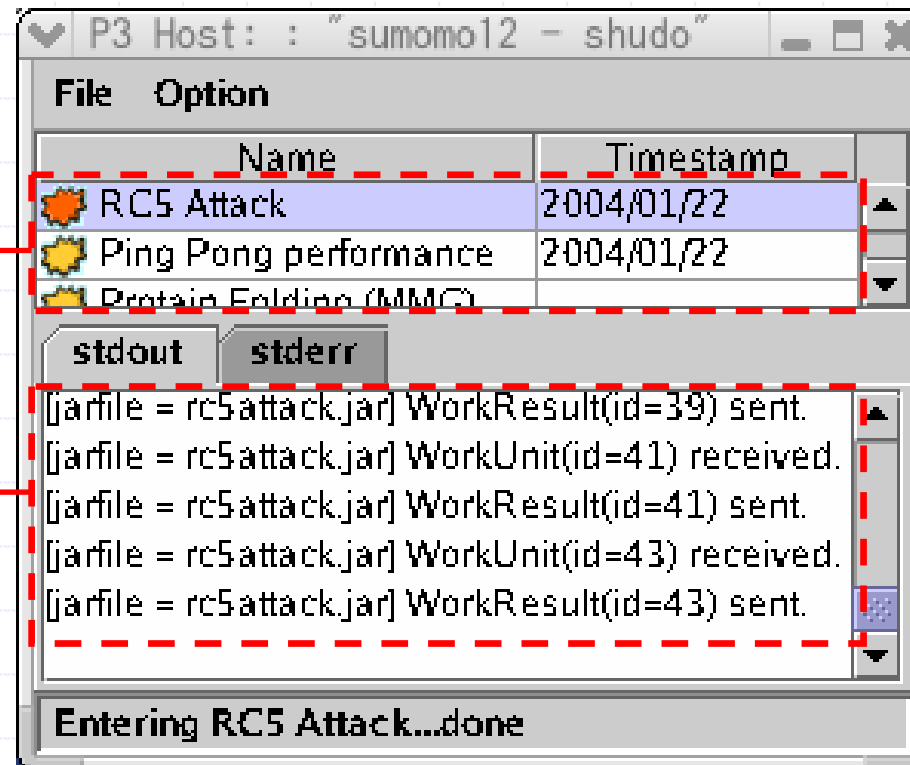 P3 Host: : "sumomo12 - shudo"
File Option
Name Timestamp
RC5 Attack 2004/01/22
Ping Pong performance 2004/01/22
Protain Folding (MMG)
stdout stderr
[jarfile = rc5attack.jar] WorkResult(id=39) sent.
[jarfile = rc5attack.jar] WorkUnit(id=41) received.
[jarfile = rc5attack.jar] WorkResult(id=41) sent.
[jarfile = rc5attack.jar] WorkUnit(id=43) received.
[jarfile = rc5attack.jar] WorkResult(id=43) sent.
Entering RC5 Attack...done